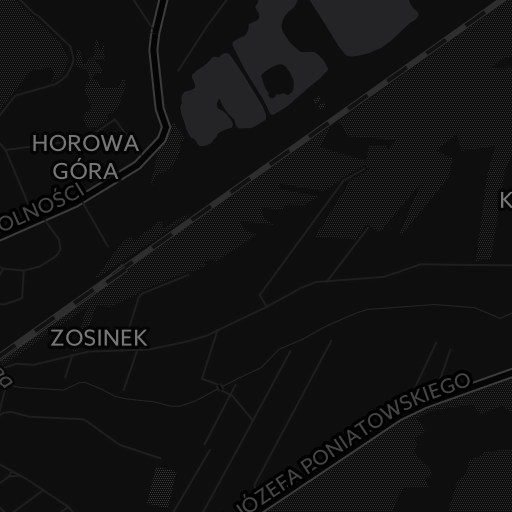 HOROWA
GÓRA
OLNOŚCI
K
ZOSINEK
JÓZEFA PONIATOWSKIEGO